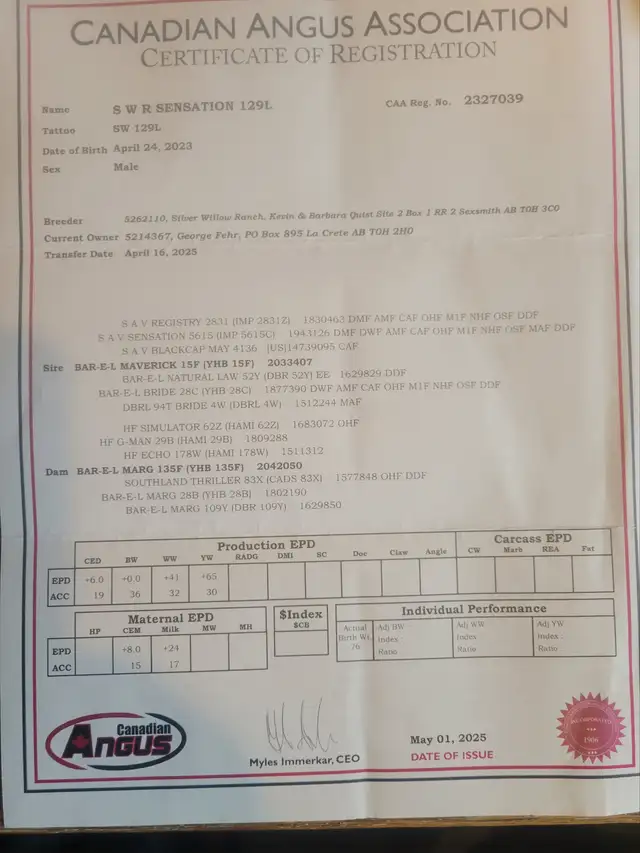 CANADIAN ANGUS ASSOCIATION
CERTIFICATE OF REGISTRATION
Name S W R SENSATION 129L CAA Reg. No. 2327039
Tattoo SW 129L
Date of Birth April 24, 2023
Sex Male
Breeder 5262110, Silver Willow Ranch, Kevin & Barbara Quist Site 2 Box 1 RR 2 Sexsmith AB T0H 3C0
Current Owner 5214367, George Fehr, PO Box 895 La Crete AB T0H 2H0
Transfer Date April 16, 2025
S A V REGISTRY 2831 (IMP 2831Z) 1830463 DMF AMF CAF OHF M1F NHF OSF DDF
S A V SENSATION 5615 (IMP 5615C) 1943126 DMF DWF AMF CAF OHF M1F NHF OSF MAF DDF
S A V BLACKCAP MAY 4136 |US|14739095 CAF
Sire BAR-E-L MAVERICK 15F (YHB 15F) 2033407
BAR-E-L NATURAL LAW 52Y (DBR 52Y) EE 1629829 DDF
BAR-E-L BRIDE 28C (YHB 28C) 1877390 DWF AMF CAF OHF M1F NHF OSF DDF
DBRL 94T BRIDE 4W (DBRL 4W) 1512244 MAF
HF SIMULATOR 62Z (HAMI 62Z) 1683072 OHF
HF G-MAN 29B (HAMI 29B) 1809288
HF ECHO 178W (HAMI 178W) 1511312
Dam BAR-E-L MARG 135F (YHB 135F) 2042050
SOUTHLAND THRILLER 83X (CADS 83X) 1577848 OHF DDF
BAR-E-L MARG 28B (YHB 28B) 1802190
BAR-E-L MARG 109Y (DBR 109Y) 1629850
Production EPD Carcass EPD
CED BW WW YW RADG DMI SC Doc Claw Angle CW Marb REA Fat
EPD +6.0 +0.0 +41 +65
ACC 19 36 32 30
Maternal EPD $Index Individual Performance
HP CEM Milk MW MH $CB
EPD +8.0 +24
ACC 15 17
Actual Birth Wt. 76
Adj BW Adj WW Adj YW
Index Index Index
Ratio Ratio Ratio
Canadian
ANGUS
Myles Immerkar, CEO
May 01, 2025
DATE OF ISSUE
INCORPORATED
1906